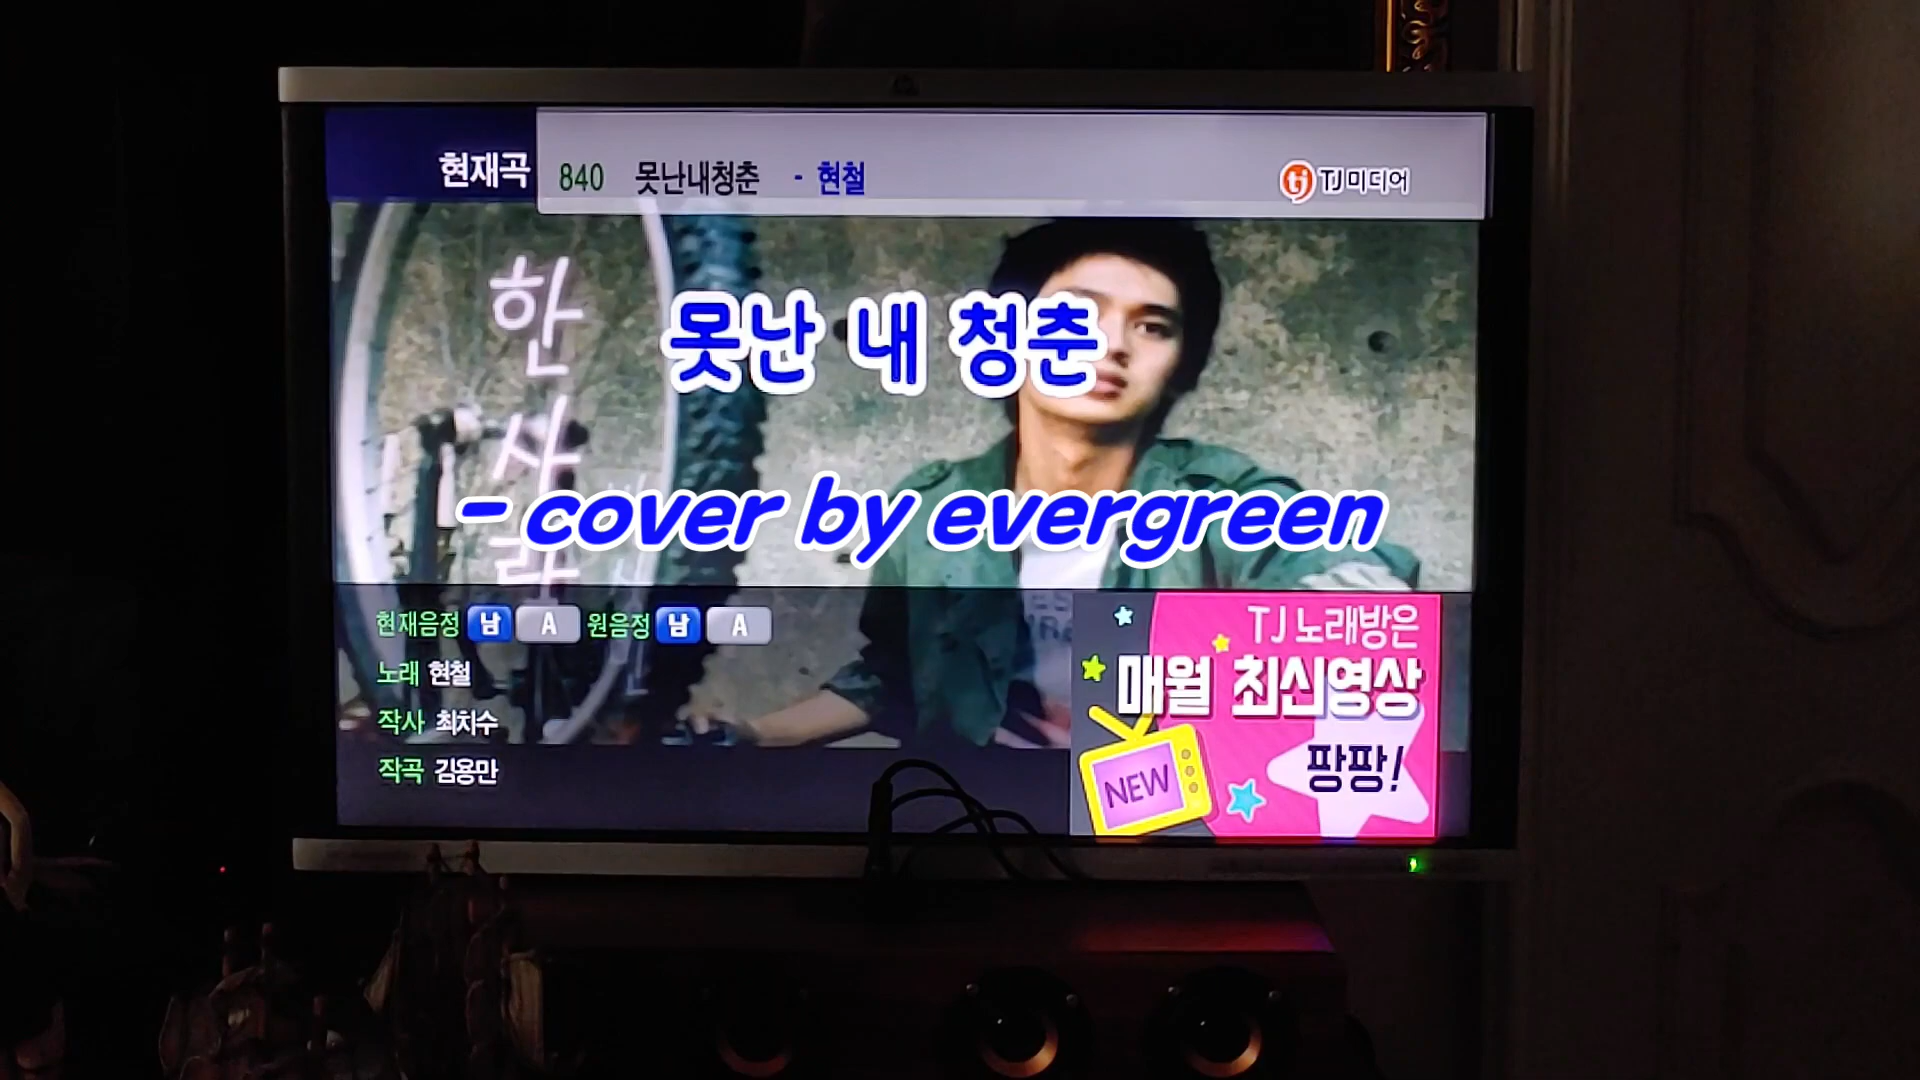 현재곡
840 못난내청춘 - 현철
tj TJ미디어
한사람
못난 내 청춘
- cover by evergreen
현재음정 남 A 원음정 남 A
노래 현철
작사 최치수
작곡 김용만
TJ 노래방은
매월 최신영상
팡팡!
NEW